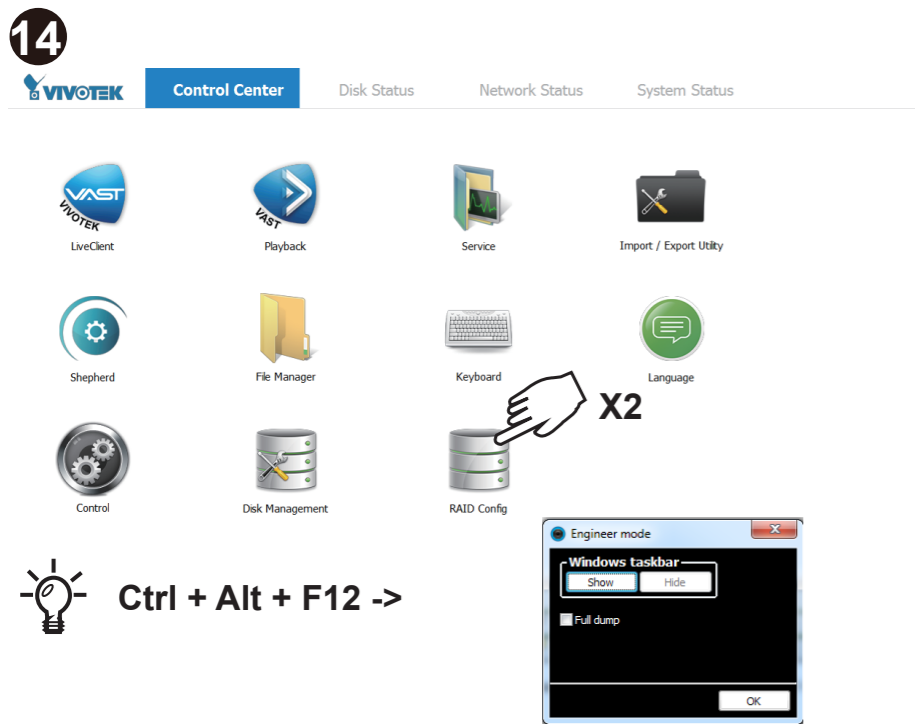 14
VIVOTEK Control Center Disk Status Network Status System Status
VAST VIVOTEK
VAST
LiveClient Playback Service Import / Export Utility
Shepherd File Manager Keyboard Language
X2
Control Disk Management RAID Config
Engineer mode
Windows taskbar
Show Hide
Ctrl + Alt + F12 ->
Full dump
OK